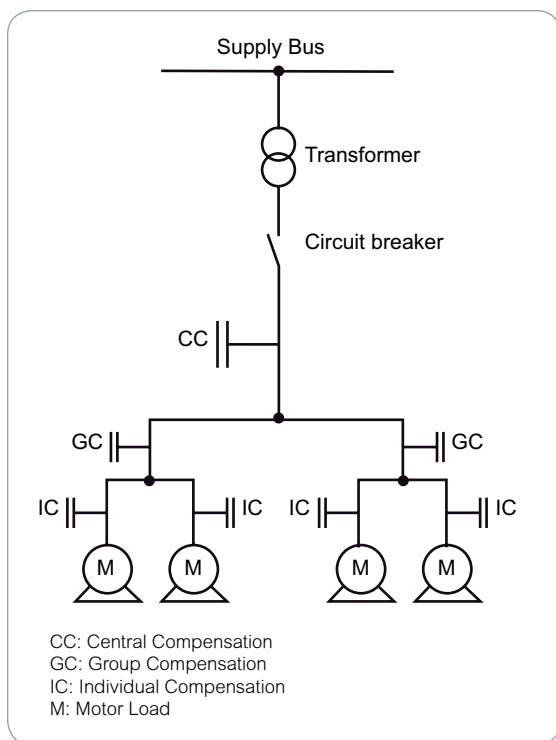 Supply Bus
Transformer
Circuit breaker
CC
GC
GC
IC
IC
IC
IC
M
M
M
M
CC: Central Compensation
GC: Group Compensation
IC: Individual Compensation
M: Motor Load